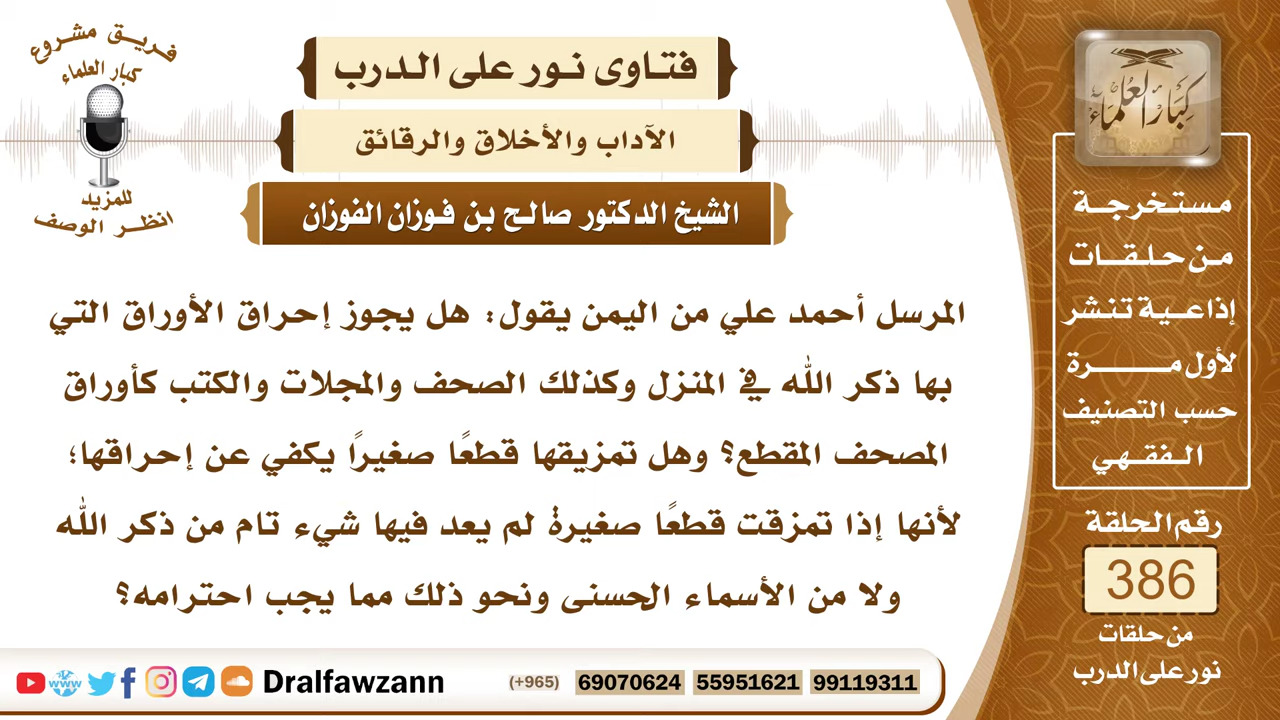 فريق مشروع
كبار العلماء
للمزيد
انظر الوصف
فتاوى نور على الدرب
الآداب والأخلاق والرقائق
الشيخ الدكتور صالح بن فوزان الفوزان
المرسل أحمد علي من اليمن يقول: هل يجوز إحراق الأوراق التي
بها ذكر الله في المنزل وكذلك الصحف والمجلات والكتب كأوراق
المصحف المقطع؟ وهل تمزيقها قطعًا صغيرًا يكفي عن إحراقها؛
لأنها إذا تمزقت قطعًا صغيرة لم يعد فيها شيء تام من ذكر الله
ولا من الأسماء الحسنى ونحو ذلك مما يجب احترامه؟
كبار العلماء
مستخرجة
من حلقات
إذاعية تنشر
لأول مرة
حسب التصنيف
الفقهي
رقم الحلقة
386
من حلقات
نور على الدرب
www
Dralfawzann (+965) 69070624 55951621 99119311